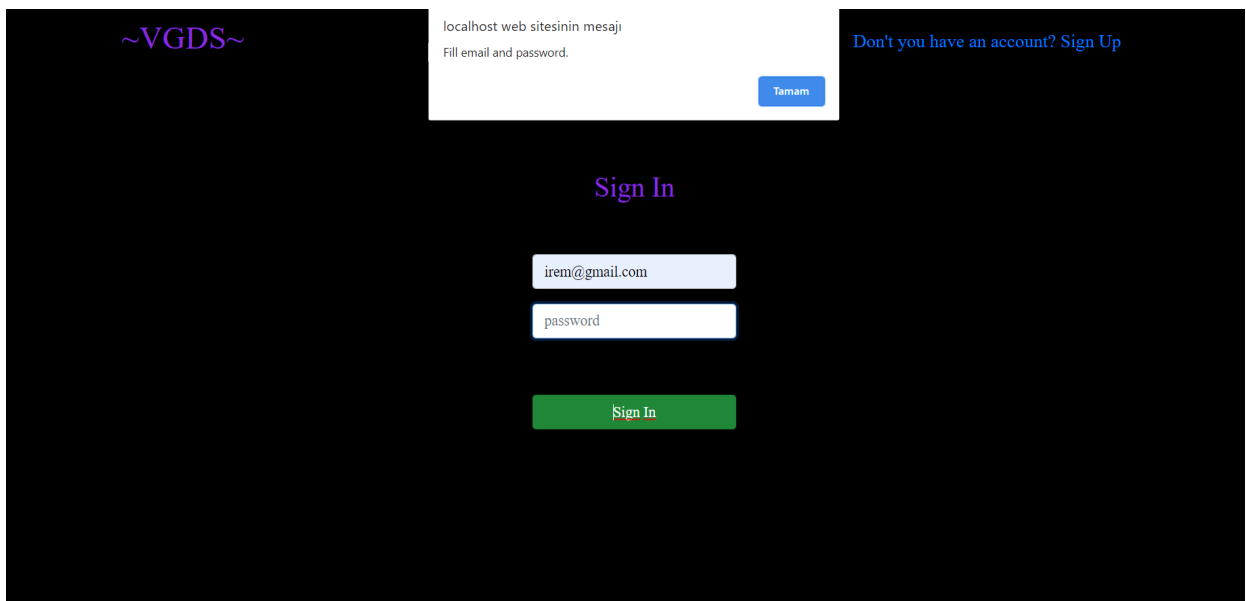 ~VGDS~
localhost web sitesinin mesajı
Fill email and password.
Tamam
Don't you have an account? Sign Up
Sign In
irem@gmail.com
password
Sign In